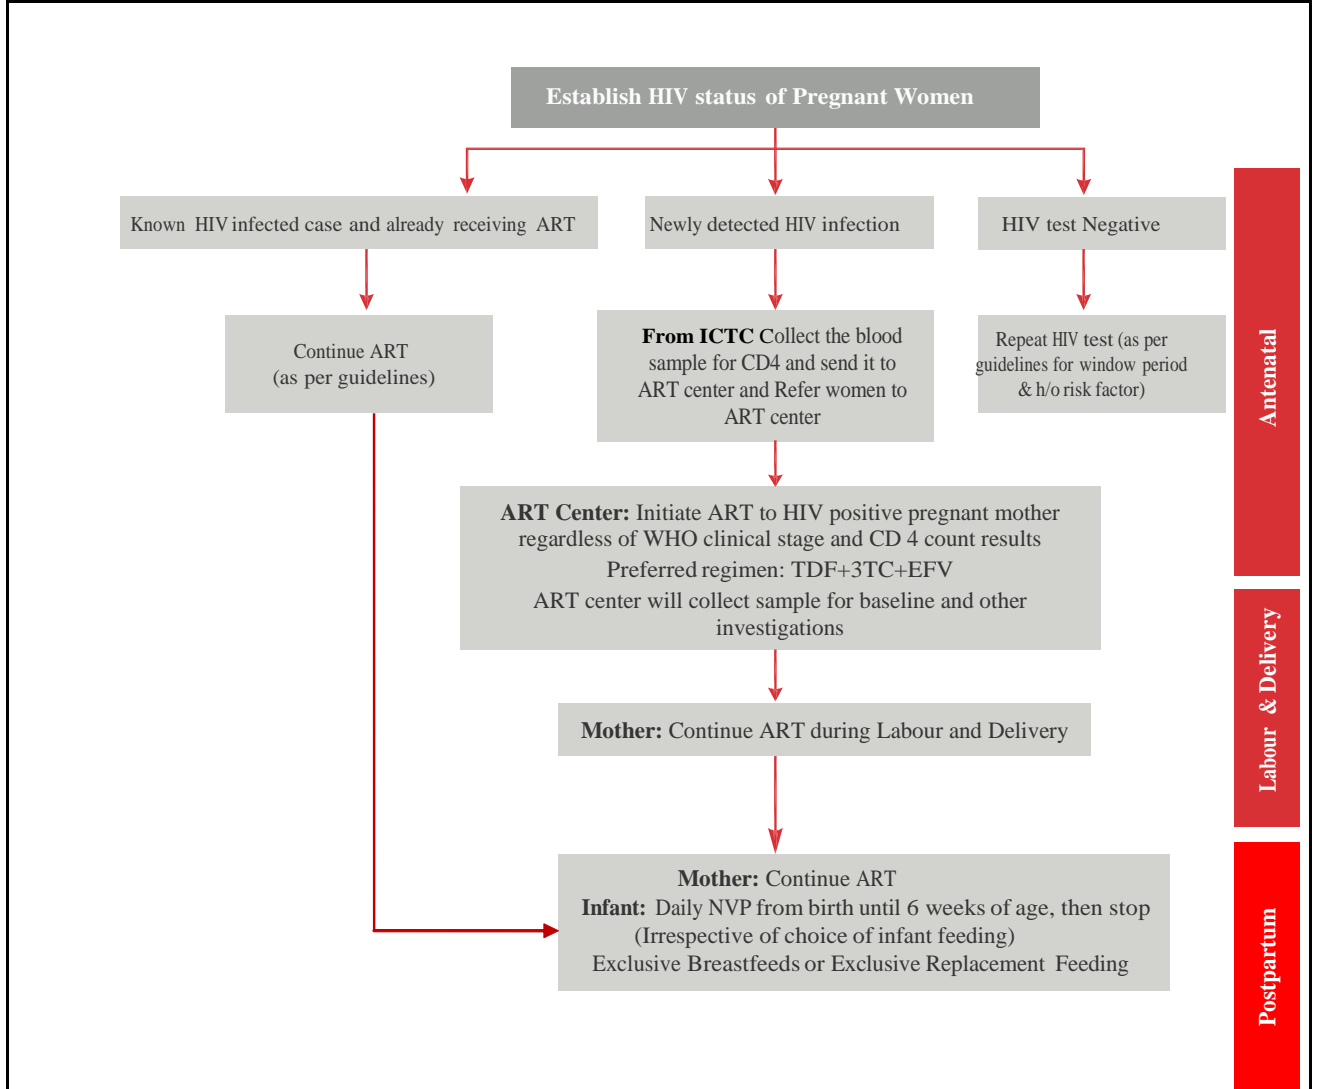 Establish HIV status of Pregnant Women
Known HIV infected case and already receiving ART
Newly detected HIV infection
HIV test Negative
Continue ART
(as per guidelines)
From ICTC Collect the blood
sample for CD4 and send it to
ART center and Refer women to
ART center
Repeat HIV test (as per
guidelines for window period
& h/o risk factor)
Antenatal
ART Center: Initiate ART to HIV positive pregnant mother
regardless of WHO clinical stage and CD 4 count results
Preferred regimen: TDF+3TC+EFV
ART center will collect sample for baseline and other
investigations
Mother: Continue ART during Labour and Delivery
Labour & Delivery
Mother: Continue ART
Infant: Daily NVP from birth until 6 weeks of age, then stop
(Irrespective of choice of infant feeding)
Exclusive Breastfeeds or Exclusive Replacement Feeding
Postpartum